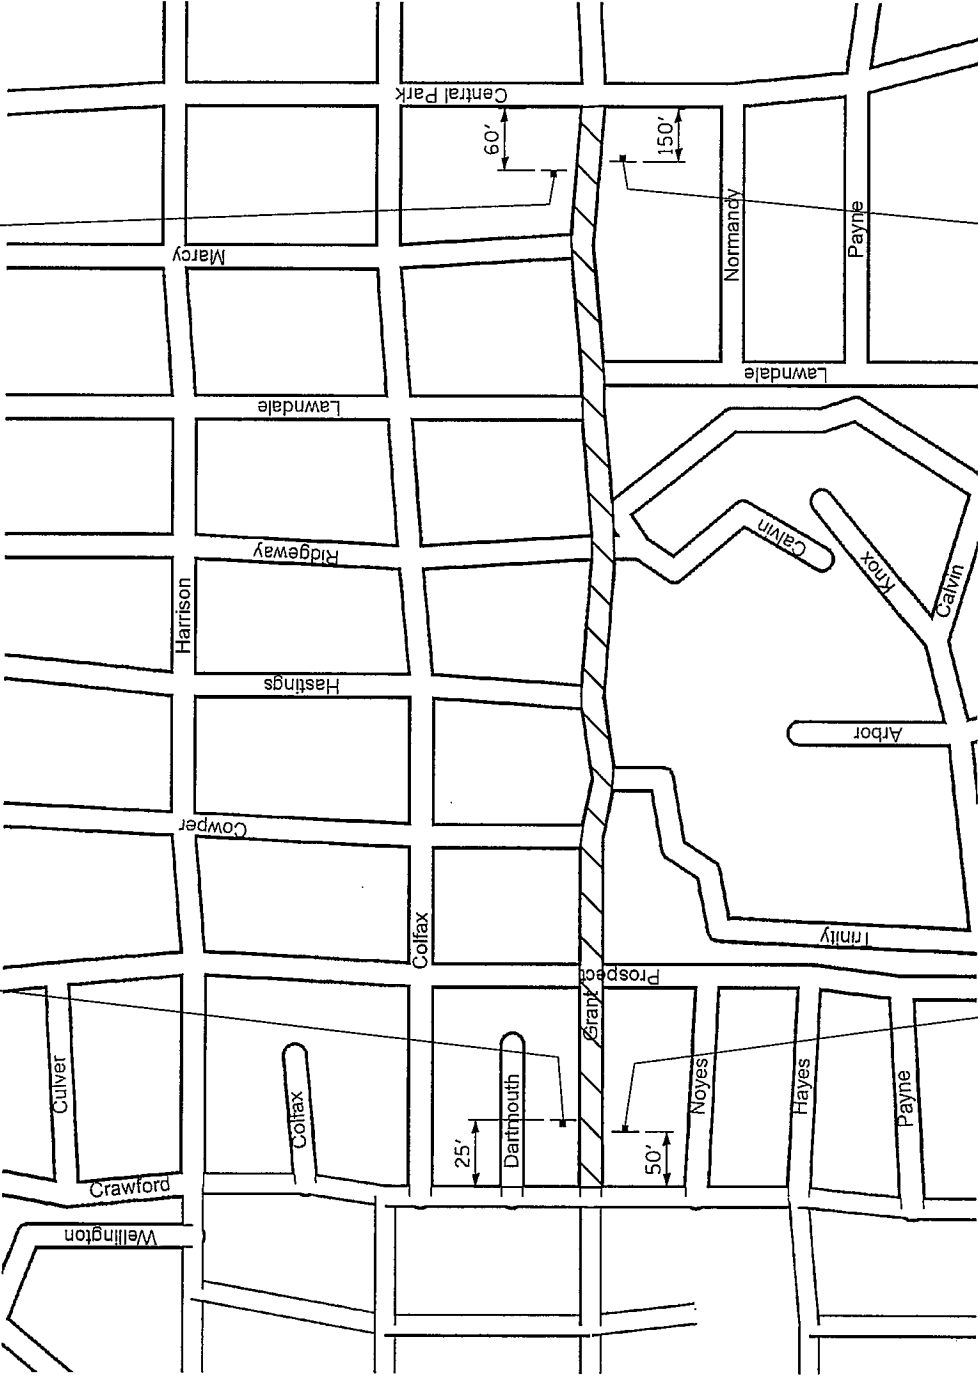 Central Park
60'
150'
Marcy
Normandy
Payne
Lawndale
Lawndale
Ridgeway
Calvin
Knox
Calvin
Harrison
Hastings
Arbor
Cowper
Colfax
Trinity
Prospect
Grant
Culver
Colfax
Dartmouth
Noyes
Hayes
Payne
25'
50'
Crawford
Wellington